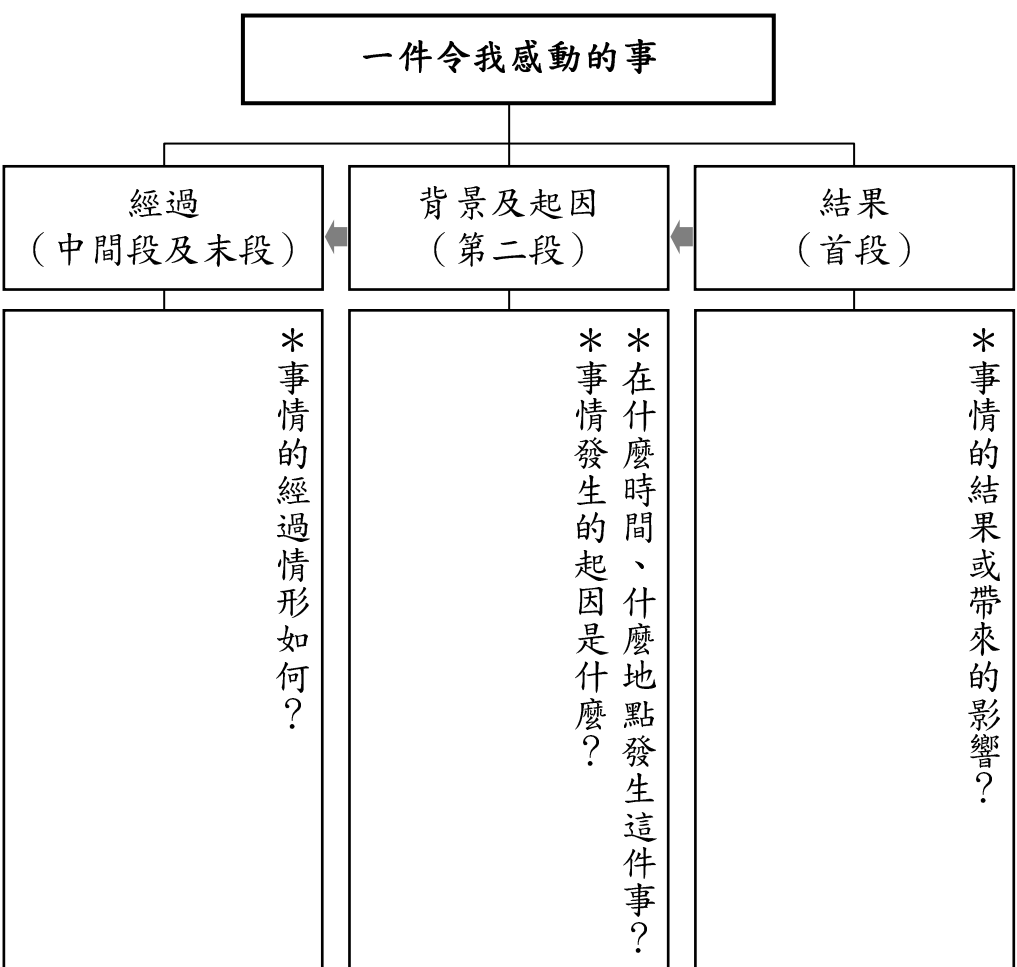 一件令我感動的事
結果
（首段）
＊事情的結果或帶來的影響？
背景及起因
（第二段）
＊在什麼時間、什麼地點發生這件事？
＊事情發生的起因是什麼？
經過
（中間段及末段）
＊事情的經過情形如何？